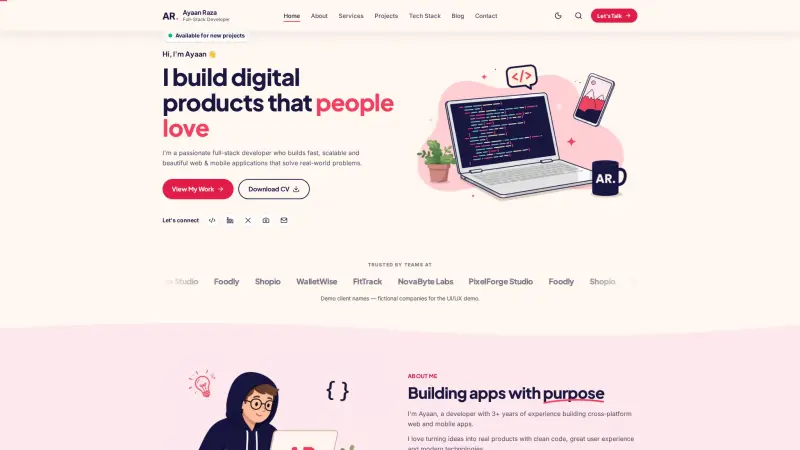 AR.
Ayaan Raza
Full-Stack Developer
Home About Services Projects Tech Stack Blog Contact
Let's Talk →
Available for new projects
Hi, I'm Ayaan 👋
I build digital
products that people
love
I'm a passionate full-stack developer who builds fast, scalable and
beautiful web & mobile applications that solve real-world problems.
View My Work →
Download CV
Let's connect
</>
AR.
TRUSTED BY TEAMS AT
Studio Foodly Shopio WalletWise FitTrack NovaByte Labs PixelForge Studio Foodly Shopio
Demo client names — fictional companies for the UI/UX demo.
{ }
ABOUT ME
Building apps with purpose
I'm Ayaan, a developer with 3+ years of experience building cross-platform
web and mobile apps.
I love turning ideas into real products with clean code, great user experience
and modern technologies.